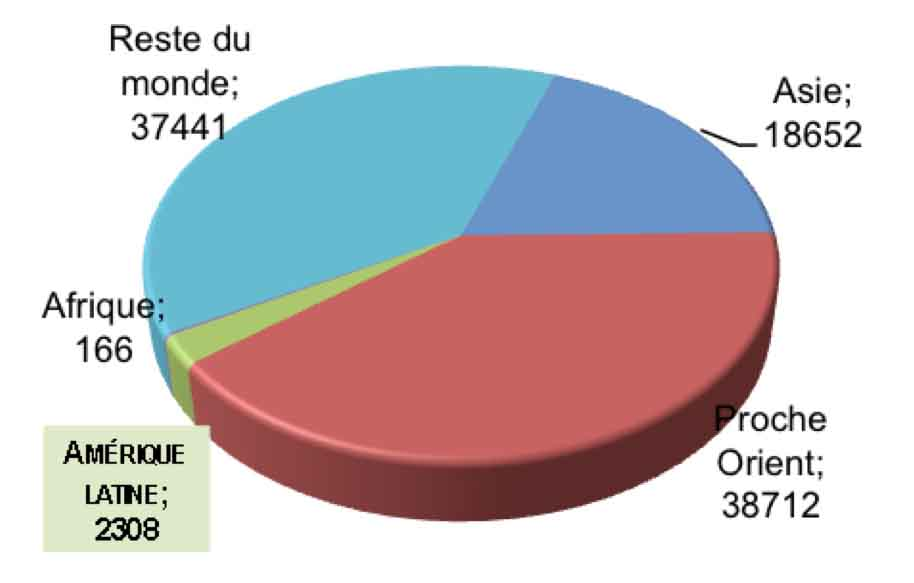 Reste du
monde;
37441
Asie;
18652
Afrique;
166
AMÉRIQUE
LATINE;
2308
Proche
Orient;
38712